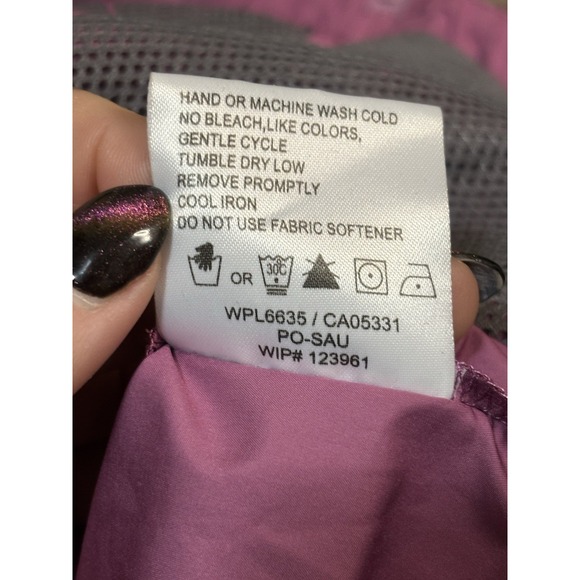 HAND OR MACHINE WASH COLD
NO BLEACH,LIKE COLORS,
GENTLE CYCLE
TUMBLE DRY LOW
REMOVE PROMPTLY
COOL IRON
DO NOT USE FABRIC SOFTENER
OR 30C
WPL6635 / CA05331
PO-SAU
WIP# 123961